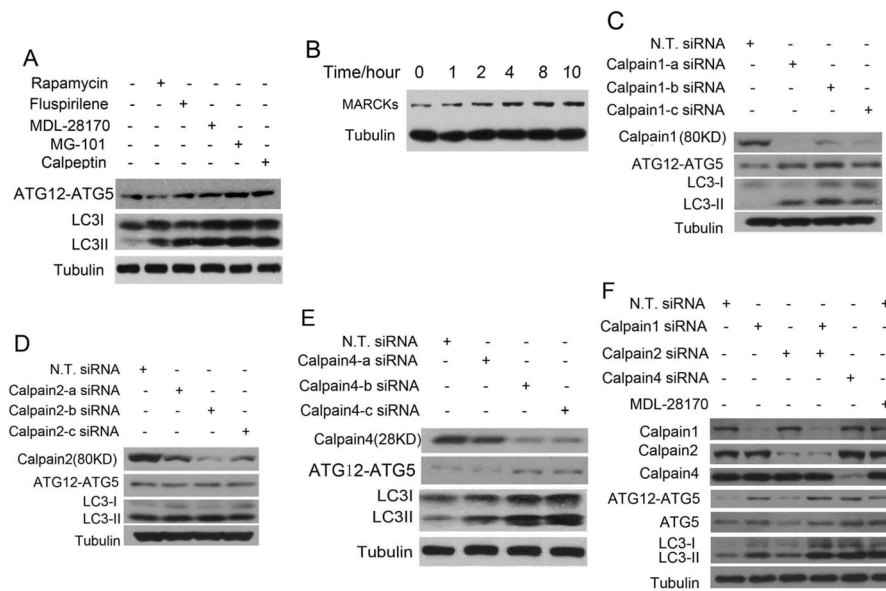 A
Rapamycin - + - - - -
Fluspirilene - - + - - -
MDL-28170 - - - + - -
MG-101 - - - - + -
Calpeptin - - - - - +
ATG12-ATG5
LC3I
LC3II
Tubulin
B
Time/hour 0 1 2 4 8 10
MARCKs
Tubulin
C
N.T. siRNA + - - -
Calpain1-a siRNA - + - -
Calpain1-b siRNA - - + -
Calpain1-c siRNA - - - +
Calpain1(80KD)
ATG12-ATG5
LC3-I
LC3-II
Tubulin
D
N.T. siRNA + - - -
Calpain2-a siRNA - + - -
Calpain2-b siRNA - - + -
Calpain2-c siRNA - - - +
Calpain2(80KD)
ATG12-ATG5
LC3-I
LC3-II
Tubulin
E
N.T. siRNA + - - -
Calpain4-a siRNA - + - -
Calpain4-b siRNA - - + -
Calpain4-c siRNA - - - +
Calpain4(28KD)
ATG12-ATG5
LC3I
LC3II
Tubulin
F
N.T. siRNA + - - - - +
Calpain1 siRNA - + - + - -
Calpain2 siRNA - - + + - -
Calpain4 siRNA - - - - + -
MDL-28170 - - - - - +
Calpain1
Calpain2
Calpain4
ATG12-ATG5
ATG5
LC3-I
LC3-II
Tubulin